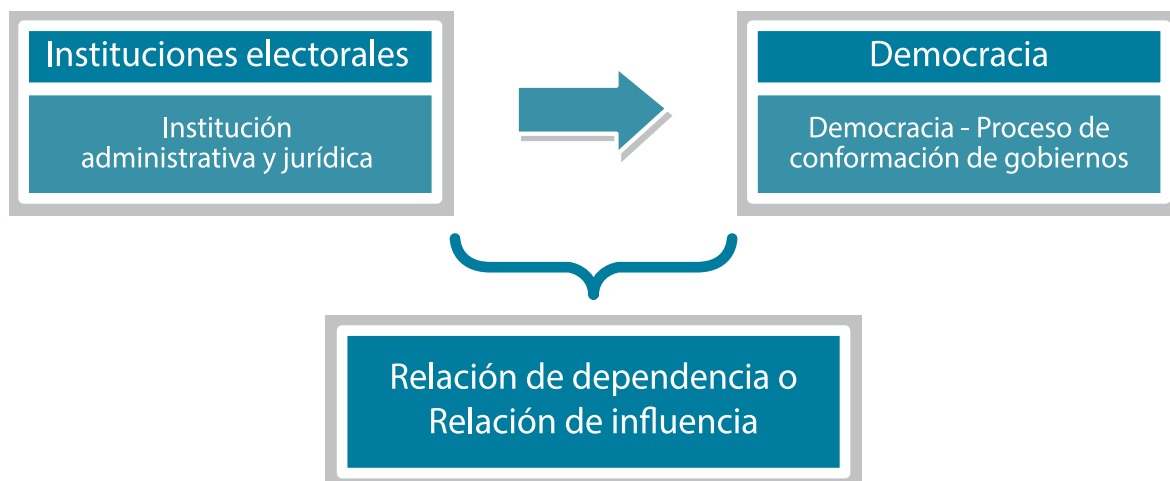 Instituciones electorales
Institución
administrativa y jurídica
Democracia
Democracia - Proceso de
conformación de gobiernos
Relación de dependencia o
Relación de influencia